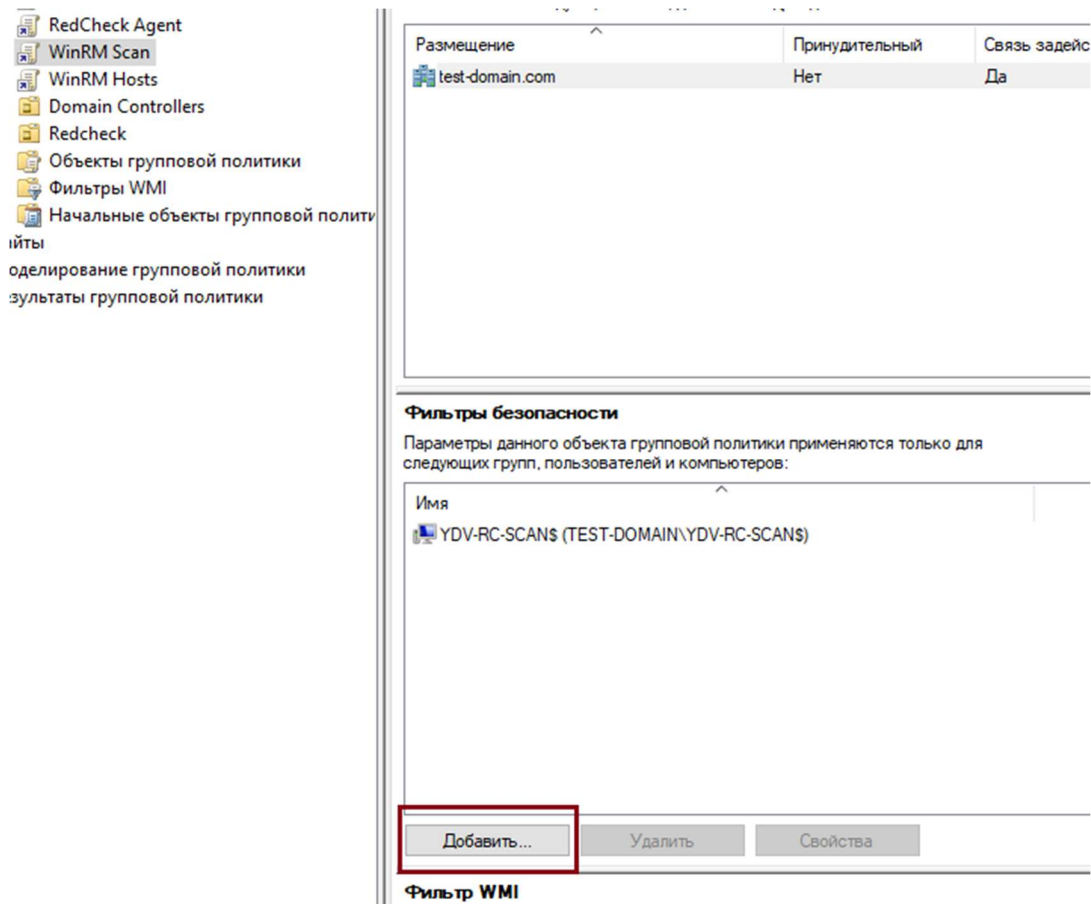 RedCheck Agent
WinRM Scan
WinRM Hosts
Domain Controllers
Redcheck
Объекты групповой политики
Фильтры WMI
Начальные объекты групповой полити
йты
оделирование групповой политики
зультаты групповой политики
Размещение Принудительный Связь задейс
test-domain.com Нет Да
Фильтры безопасности
Параметры данного объекта групповой политики применяются только для
следующих групп, пользователей и компьютеров:
Имя
YDV-RC-SCAN$ (TEST-DOMAIN\YDV-RC-SCAN$)
Добавить... Удалить Свойства
Фильтр WMI